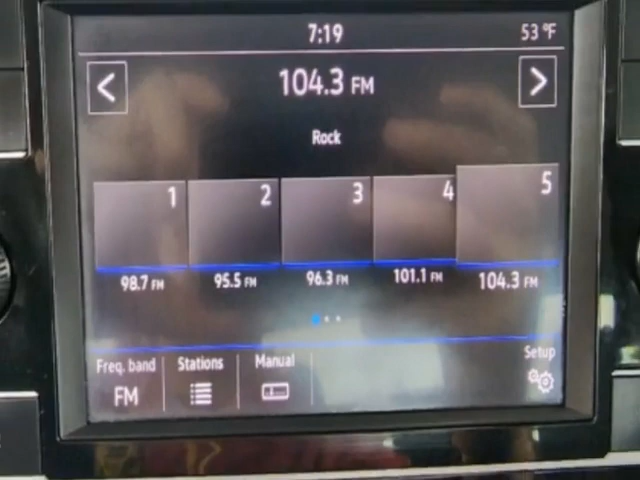 7:19 53 °F
104.3 FM
Rock
1 2 3 4 5
98.7 FM 95.5 FM 96.3 FM 101.1 FM 104.3 FM
Freq. band Stations Manual Setup
FM